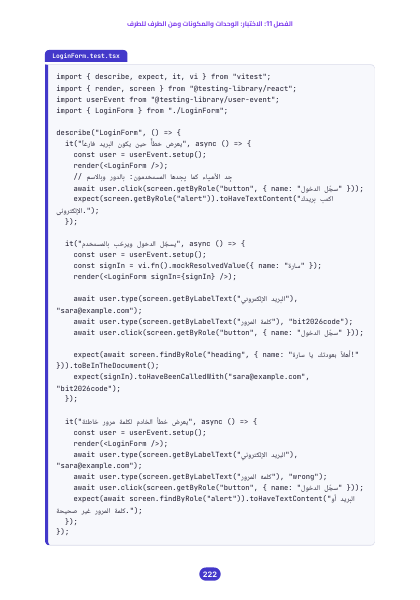 الفصل 11: الاختبار: الوحدات والمكونات ومن الطرف للطرف
LoginForm.test.tsx
import { describe, expect, it, vi } from "vitest";
import { render, screen } from "@testing-library/react";
import userEvent from "@testing-library/user-event";
import { LoginForm } from "./LoginForm";
describe("LoginForm", () => {
it("يعرض خطأً حين يكون البريد فارغًا", async () => {
const user = userEvent.setup();
render(<LoginForm />);
// جِد الأشياء كما يجدها المستخدمون: بالدور وبالاسم
await user.click(screen.getByRole("button", { name: "سجّل الدخول" }));
expect(screen.getByRole("alert")).toHaveTextContent("اكتب بريدك
الإلكتروني.");
});
it("يسجّل الدخول ويرحّب بالمستخدم", async () => {
const user = userEvent.setup();
const signIn = vi.fn().mockResolvedValue({ name: "سارة" });
render(<LoginForm signIn={signIn} />);
await user.type(screen.getByLabelText("البريد الإلكتروني"),
"sara@example.com");
await user.type(screen.getByLabelText("كلمة المرور"), "bit2026code");
await user.click(screen.getByRole("button", { name: "سجّل الدخول" }));
expect(await screen.findByRole("heading", { name: "أهلاً بعودتك يا سارة!"
})).toBeInTheDocument();
expect(signIn).toHaveBeenCalledWith("sara@example.com",
"bit2026code");
});
it("يعرض خطأ الخادم لكلمة مرور خاطئة", async () => {
const user = userEvent.setup();
render(<LoginForm />);
await user.type(screen.getByLabelText("البريد الإلكتروني"),
"sara@example.com");
await user.type(screen.getByLabelText("كلمة المرور"), "wrong");
await user.click(screen.getByRole("button", { name: "سجّل الدخول" }));
expect(await screen.findByRole("alert")).toHaveTextContent("البريد أو
كلمة المرور غير صحيحة.");
});
});
222